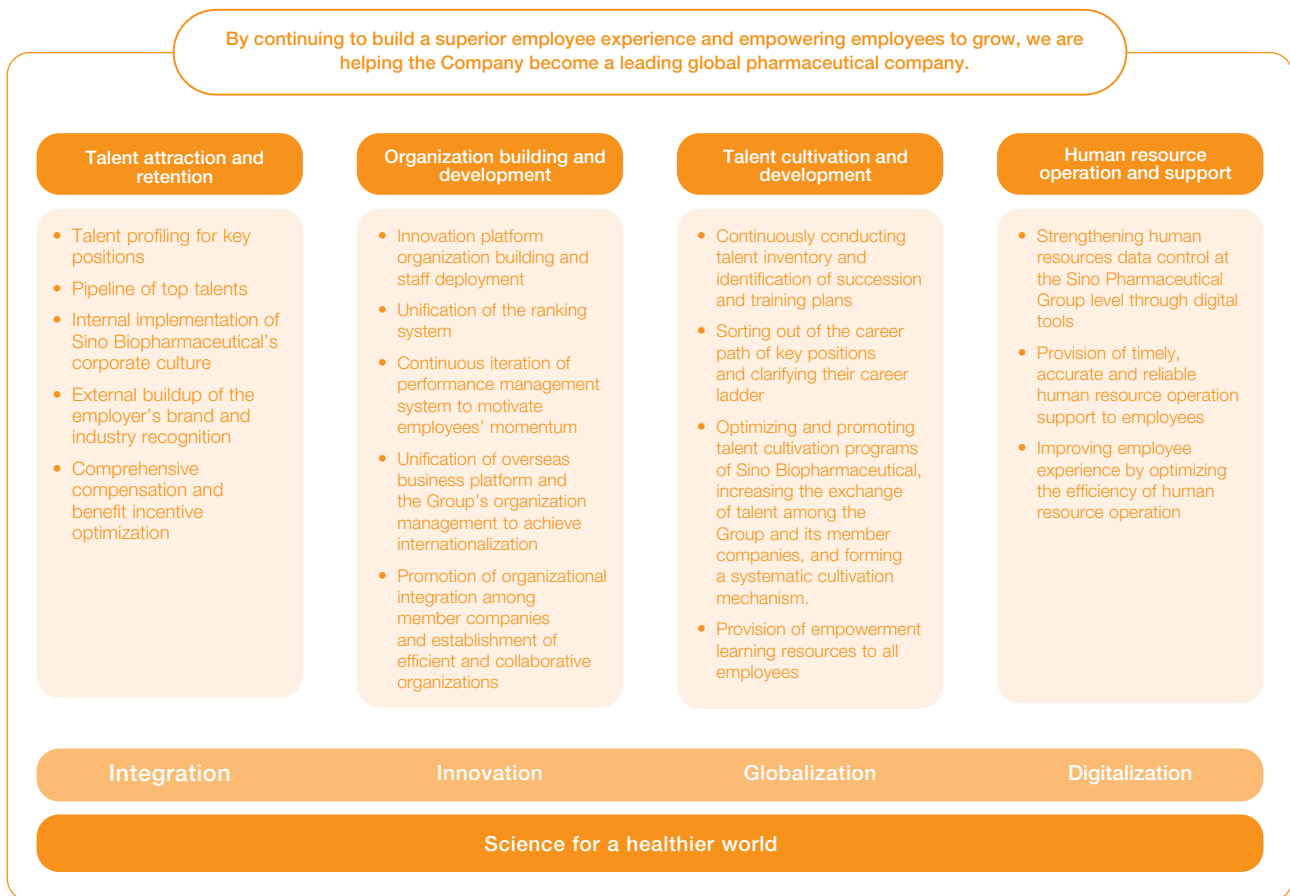 By continuing to build a superior employee experience and empowering employees to grow, we are
helping the Company become a leading global pharmaceutical company.
Talent attraction and
retention
• Talent profiling for key
positions
• Pipeline of top talents
• Internal implementation of
Sino Biopharmaceutical's
corporate culture
• External buildup of the
employer's brand and
industry recognition
• Comprehensive
compensation and
benefit incentive
optimization
Organization building and
development
• Innovation platform
organization building and
staff deployment
• Unification of the ranking
system
• Continuous iteration of
performance management
system to motivate
employees' momentum
• Unification of overseas
business platform and
the Group's organization
management to achieve
internationalization
• Promotion of organizational
integration among
member companies
and establishment of
efficient and collaborative
organizations
Talent cultivation and
development
• Continuously conducting
talent inventory and
identification of succession
and training plans
• Sorting out of the career
path of key positions
and clarifying their career
ladder
• Optimizing and promoting
talent cultivation programs
of Sino Biopharmaceutical,
increasing the exchange
of talent among the
Group and its member
companies, and forming
a systematic cultivation
mechanism.
• Provision of empowerment
learning resources to all
employees
Human resource
operation and support
• Strengthening human
resources data control at
the Sino Pharmaceutical
Group level through digital
tools
• Provision of timely,
accurate and reliable
human resource operation
support to employees
• Improving employee
experience by optimizing
the efficiency of human
resource operation
Integration
Innovation
Globalization
Digitalization
Science for a healthier world